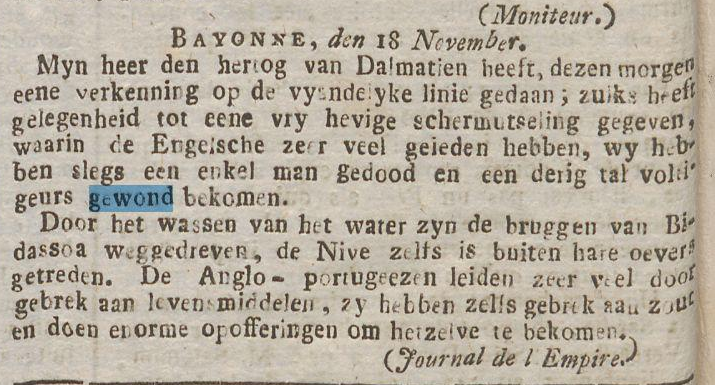 (Moniteur.)
BAYONNE, den 18 November.
Myn heer den hertog van Dalmatien heeft, dezen morgen
eene verkenning op de vyandelyke linie gedaan; zulks heeft
gelegenheid tot eene vry hevige schermutseling gegeven,
waarin de Engelsche zeer veel geleden hebben, wy heb-
ben slegs een enkel man gedood en een derig tal volti-
geurs gewond bekomen.
Door het wassen van het water zyn de bruggen van Bi-
dassoa weggedreven, de Nive zelfs is buiten hare oevers
getreden. De Anglo-portugeezen leiden zeer veel door
gebrek aan levensmiddelen, zy hebben zelfs gebrek aan zout
en doen enorme opofferingen om hetzelve te bekomen.
(Journal de l'Empire.)